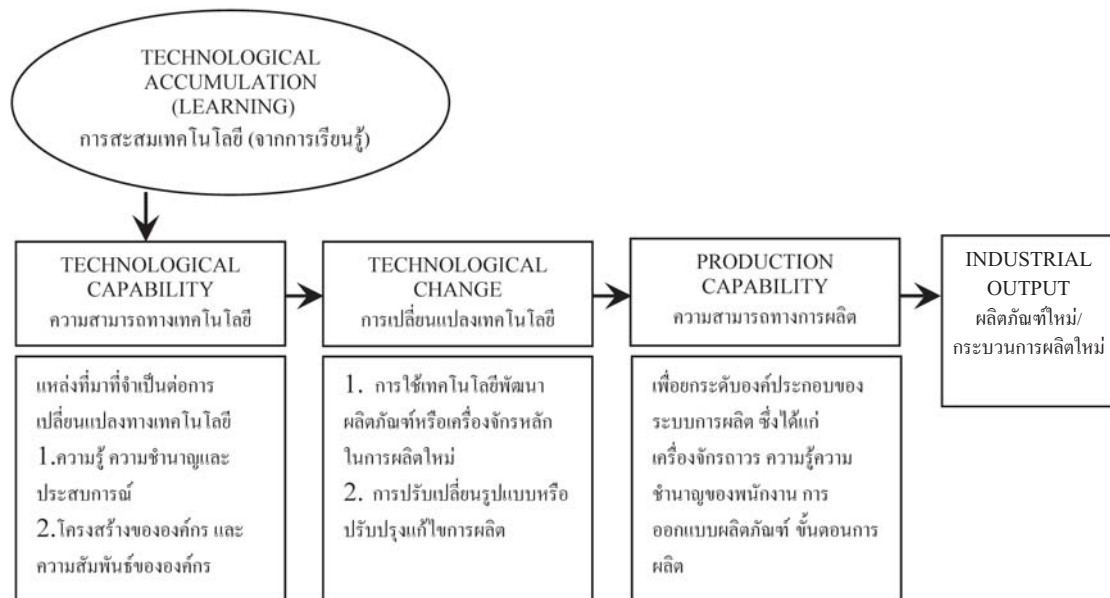 TECHNOLOGICAL
ACCUMULATION
(LEARNING)
การสะสมเทคโนโลยี (จากการเรียนรู้)
TECHNOLOGICAL
CAPABILITY
ความสามารถทางเทคโนโลยี
แหล่งที่มาที่จำเป็นต่อการ
เปลี่ยนแปลงทางเทคโนโลยี
1.ความรู้ ความชำนาญและ
ประสบการณ์
2.โครงสร้างขององค์กร และ
ความสัมพันธ์ขององค์กร
TECHNOLOGICAL
CHANGE
การเปลี่ยนแปลงเทคโนโลยี
1. การใช้เทคโนโลยีพัฒนา
ผลิตภัณฑ์หรือเครื่องจักรหลัก
ในการผลิตใหม่
2. การปรับเปลี่ยนรูปแบบหรือ
ปรับปรุงแก้ไขการผลิต
PRODUCTION
CAPABILITY
ความสามารถทางการผลิต
เพื่อยกระดับองค์ประกอบของ
ระบบการผลิต ซึ่งได้แก่
เครื่องจักรถาวร ความรู้ความ
ชำนาญของพนักงาน การ
ออกแบบผลิตภัณฑ์ ขั้นตอนการ
ผลิต
INDUSTRIAL
OUTPUT
ผลิตภัณฑ์ใหม่/
กระบวนการผลิตใหม่